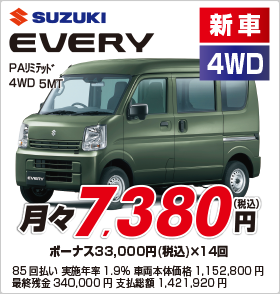 SUZUKI
新車
EVERY
4WD
PAﾘﾐﾃｯﾄﾞ
4WD 5MT
月々7,380円(税込)
ボーナス33,000円(税込)×14回
85回払い 実施年率1.9% 車両本体価格 1,152,800円
最終残金 340,000円 支払総額 1,421,920円